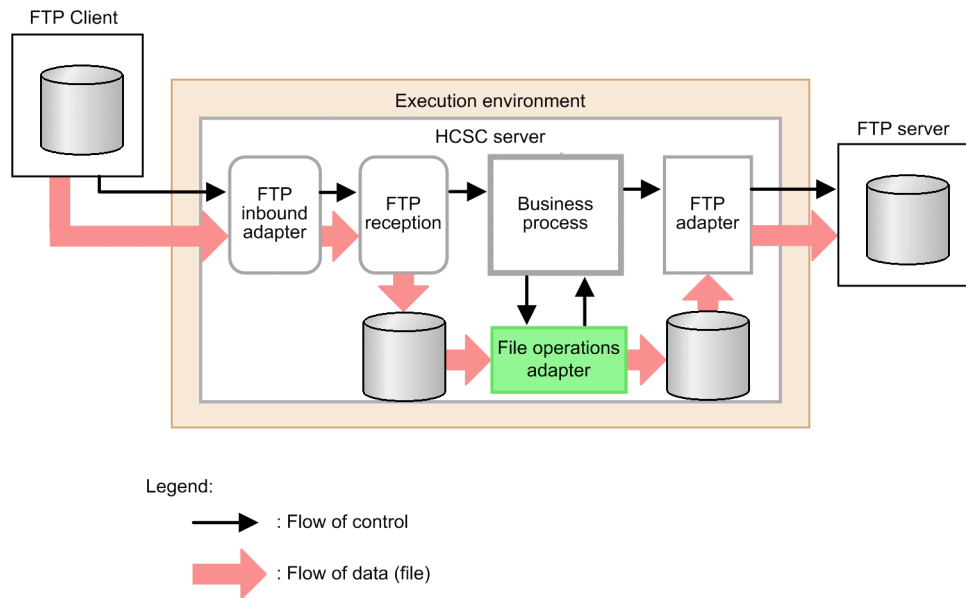 FTP Client
Execution environment
HCSC server
FTP server
FTP
inbound
adapter
FTP
reception
Business
process
FTP
adapter
File operations
adapter
Legend:
: Flow of control
: Flow of data (file)